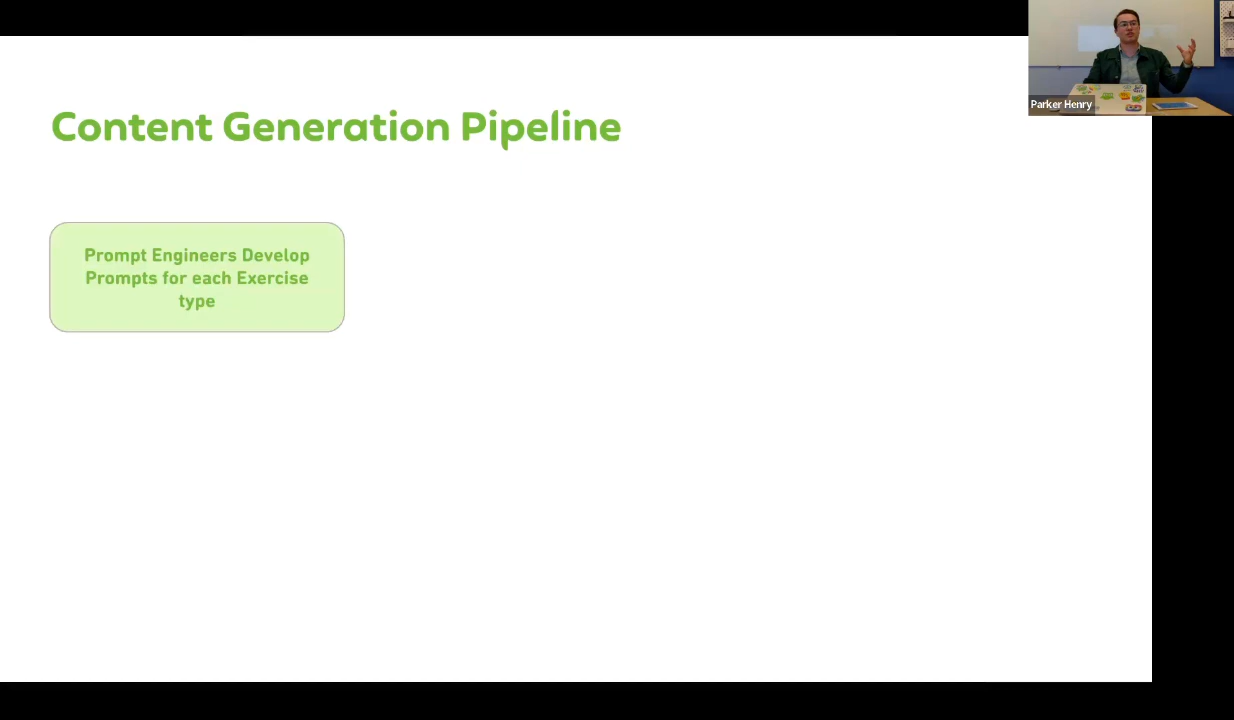 Content Generation Pipeline
Parker Henry
Prompt Engineers Develop
Prompts for each Exercise
type